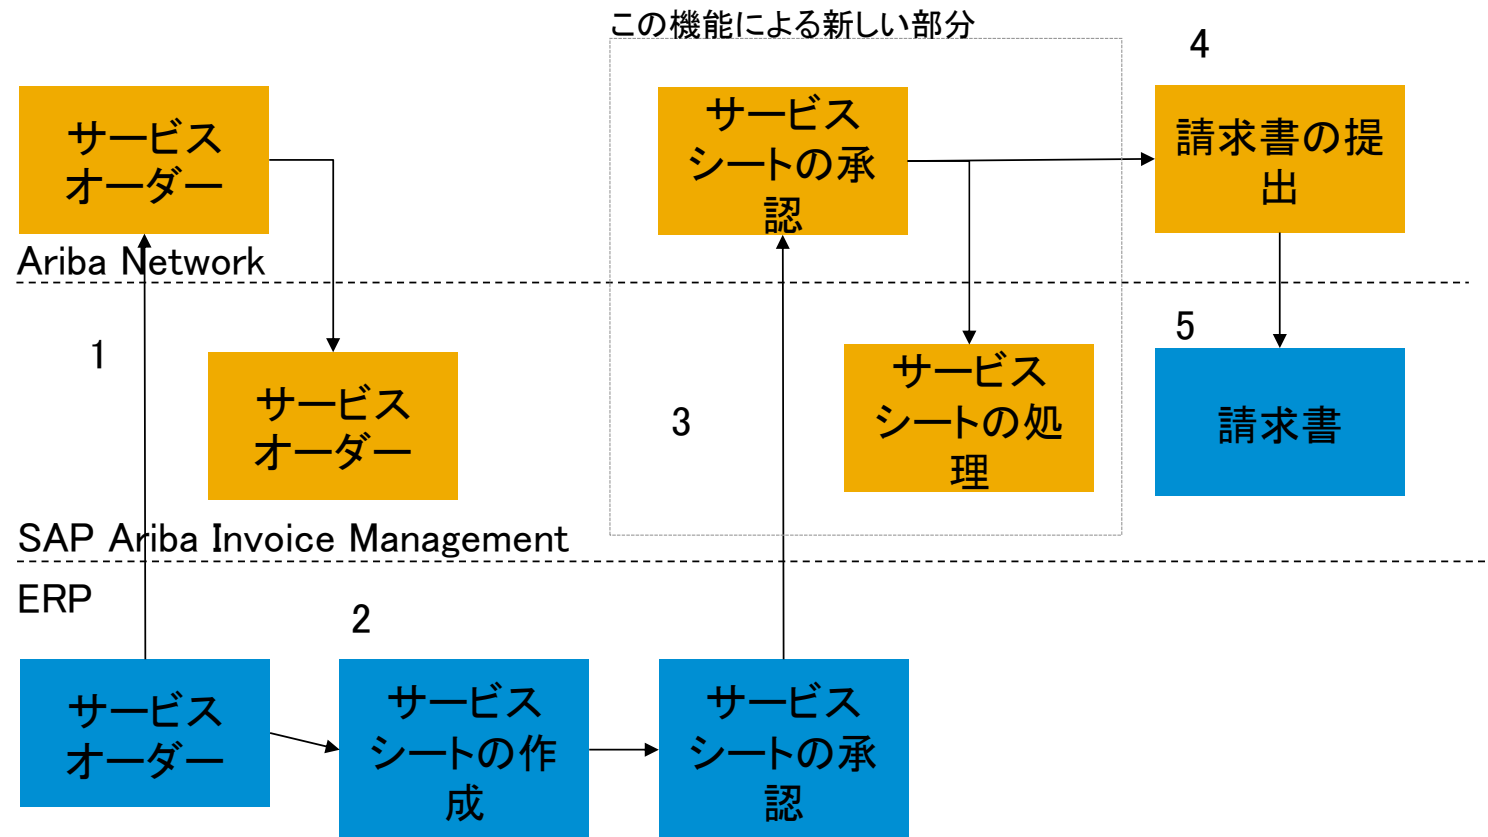 この機能による新しい部分
4
サービス
オーダー
サービス
シートの承
認
請求書の提
出
Ariba Network
1
サービス
オーダー
3
サービス
シートの処
理
5
請求書
SAP Ariba Invoice Management
ERP
2
サービス
オーダー
サービス
シートの作
成
サービス
シートの承
認